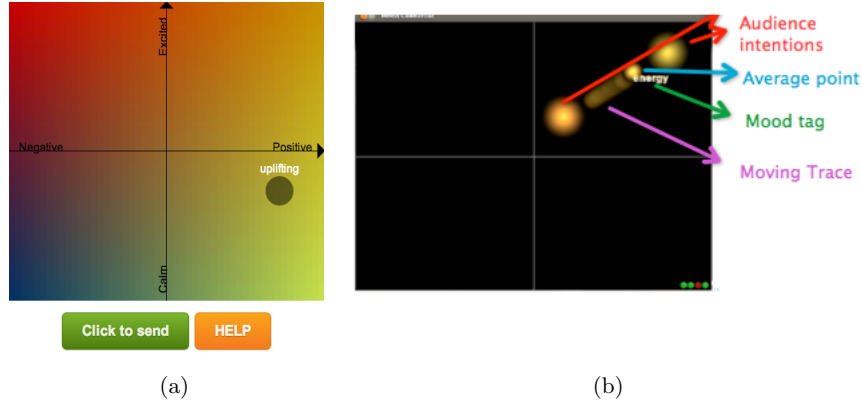 Excited
Negative
Positive
uplifting
Calm
Click to send
HELP
(a)
energy
Audience
intentions
Average point
Mood tag
Moving Trace
(b)